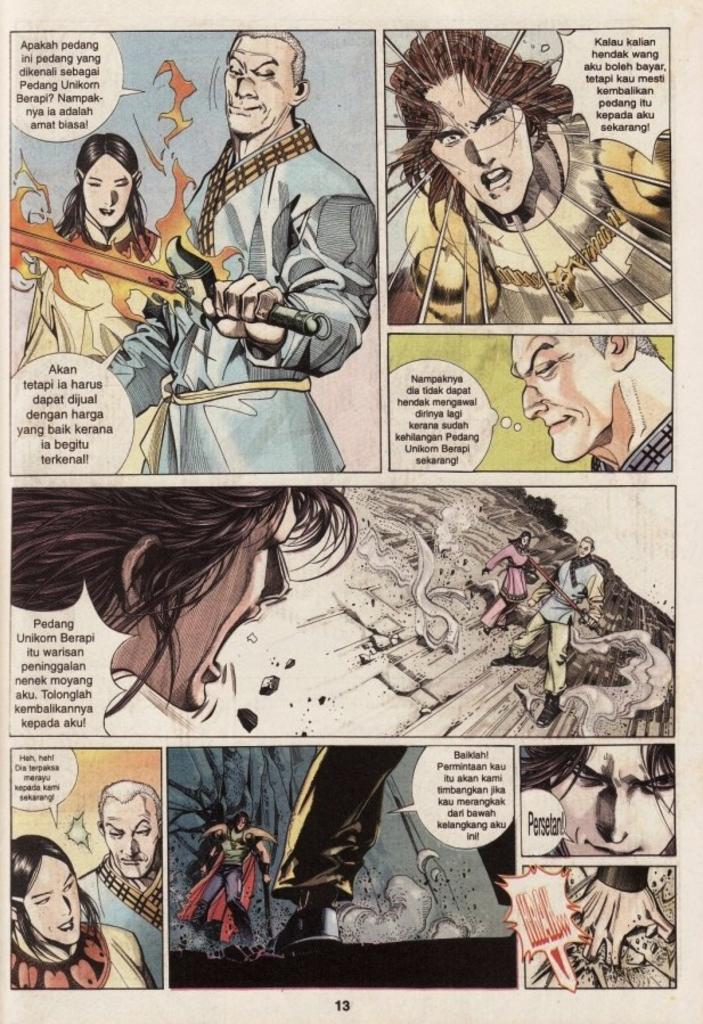 Apakah pedang
ini pedang yang
dikenali sebagai
Pedang Unikorn
Berapi? Nampak-
nya ia adalah
amat biasa!
Akan
tetapi ia harus
dapat dijual
dengan harga
yang baik kerana
ia begitu
terkenal!
Kalau kalian
hendak wang
aku boleh bayar,
tetapi kau mesti
kembalikan
pedang itu
kepada aku
sekarang!
Nampaknya
dia tidak dapat
hendak mengawal
dirinya lagi
kerana sudah
kehilangan Pedang
Unikorn Berapi
sekarang!
Pedang
Unikorn Berapi
itu warisan
peninggalan
nenek moyang
aku. Tolonglah
kembalikannya
kepada aku!
Heh, heh!
Dia terpaksa
merayu
kepada kami
sekarang!
Baiklah!
Permintaan kau
itu akan kami
timbangkan jika
kau merangkak
dari bawah
kelangkang aku
ini!
Persetan!
13